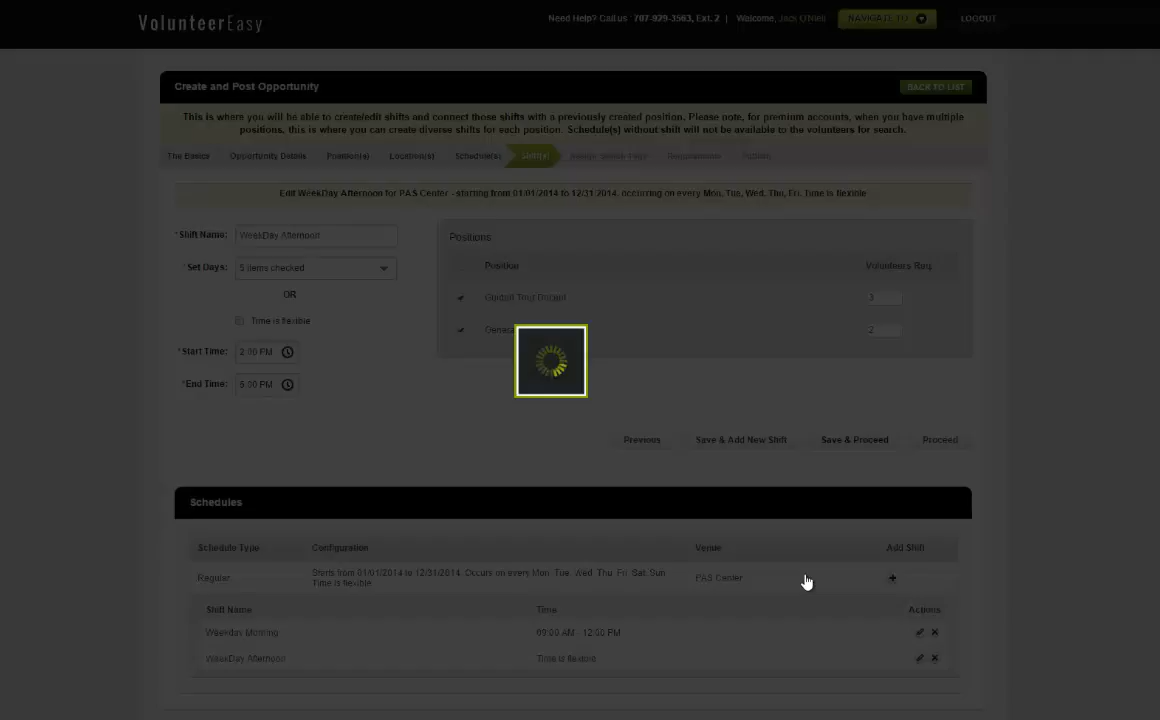 VolunteerEasy
Need Help? Call us : 707-929-3563, Ext. 2 | Welcome, Jack O'Neil
NAVIGATE TO
LOGOUT
Create and Post Opportunity
BACK TO LIST
This is where you will be able to create/edit shifts and connect those shifts with a previously created position. Please note, for premium accounts, when you have multiple
positions, this is where you can create diverse shifts for each position. Schedule(s) without shift will not be available to the volunteers for search.
The Basics Opportunity Details Position(s) Location(s) Schedule(s) Shift(s) Requirements Publish
Edit WeekDay Afternoon for PAS Center - starting from 01/01/2014 to 12/31/2014. occurring on every Mon, Tue, Wed, Thu, Fri. Time is flexible
*Shift Name: WeekDay Afternoon
*Set Days: 5 items checked
OR
Time is flexible
*Start Time: 2:00 PM
*End Time: 5:00 PM
Positions
Position Volunteers Req.
Guided Tour Docent 3
2
Previous Save & Add New Shift Save & Proceed Proceed
Schedules
Schedule Type Configuration Venue Add Shift
Regular Starts from 01/01/2014 to 12/31/2014. Occurs on every Mon, Tue, Wed, Thu, Fri, Sat, Sun PAS Center
Time is flexible
Shift Name Time Actions
Weekday Morning 09:00 AM - 12:00 PM
WeekDay Afternoon Time is flexible